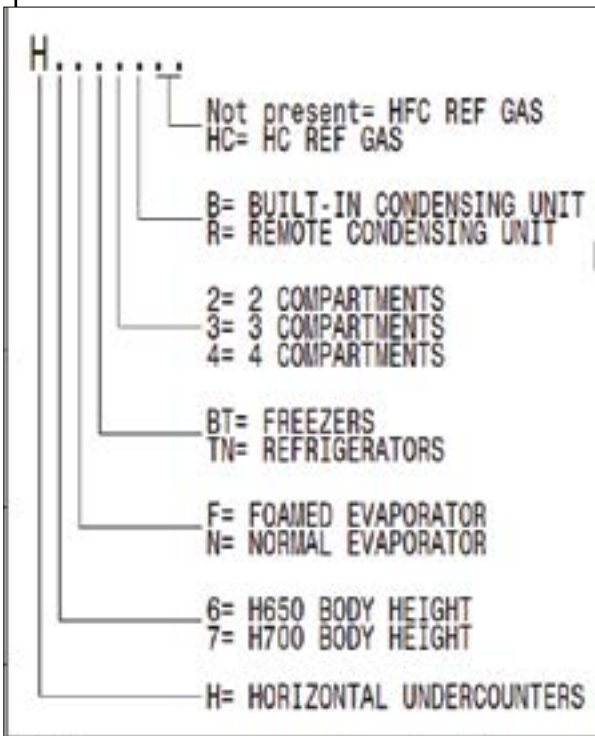 H......
Not present= HFC REF GAS
HC= HC REF GAS
B= BUILT-IN CONDENSING UNIT
R= REMOTE CONDENSING UNIT
2= 2 COMPARTMENTS
3= 3 COMPARTMENTS
4= 4 COMPARTMENTS
BT= FREEZERS
TN= REFRIGERATORS
F= FOAMED EVAPORATOR
N= NORMAL EVAPORATOR
6= H650 BODY HEIGHT
7= H700 BODY HEIGHT
H= HORIZONTAL UNDERCOUNTERS